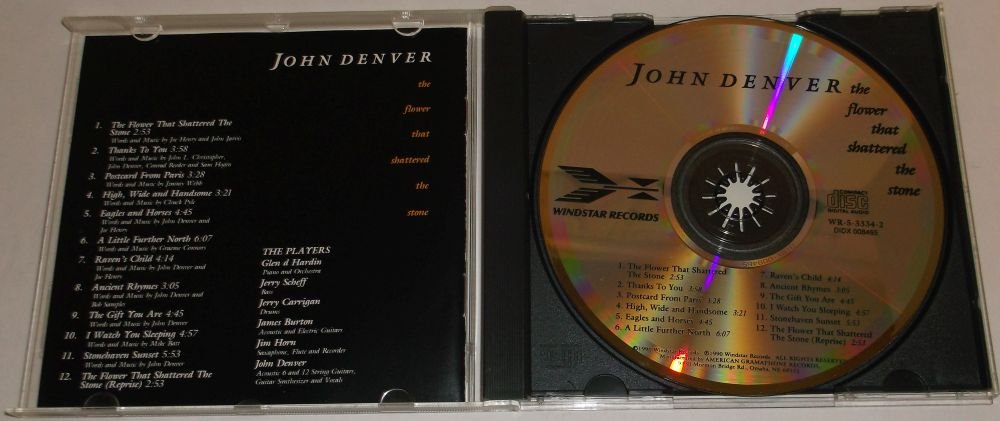 JOHN DENVER
the
flower
that
shattered
the
stone
1. The Flower That Shattered The
Stone 2:53
Words and Music by Joe Henry and John Jarvis
2. Thanks To You 3:58
Words and Music by John L. Christopher,
John Denver, Conrad Reeder and Sam Hogin
3. Postcard From Paris 3:28
Words and Music by Jimmy Webb
4. High, Wide and Handsome 3:21
Words and Music by Chuck Pyle
5. Eagles and Horses 4:45
Words and Music by John Denver and
Joe Henry
6. A Little Further North 6:07
Words and Music by Graeme Connors
7. Raven's Child 4:14
Words and Music by John Denver and
Joe Henry
8. Ancient Rhymes 3:05
Words and Music by John Denver and
Bob Samples
9. The Gift You Are 4:45
Words and Music by John Denver
10. I Watch You Sleeping 4:57
Words and Music by Mike Batt
11. Stonehaven Sunset 5:53
Words and Music by John Denver
12. The Flower That Shattered The
Stone (Reprise) 2:53
THE PLAYERS
Glen d Hardin
Piano and Orchestra
Jerry Scheff
Bass
Jerry Carrigan
Drums
James Burton
Acoustic and Electric Guitars
Jim Horn
Saxophone, Flute and Recorder
John Denver
Acoustic 6 and 12 String Guitars,
Guitar Synthesizer and Vocals
JOHN DENVER
the
flower
that
shattered
the
stone
WINDSTAR RECORDS
COMPACT
disc
DIGITAL AUDIO
WR-5-3334-2
DIDX 008465
1. The Flower That Shattered
The Stone 2:53
2. Thanks To You 3:58
3. Postcard From Paris 3:28
4. High, Wide and Handsome 3:21
5. Eagles and Horses 4:45
6. A Little Further North 6:07
7. Raven's Child 4:14
8. Ancient Rhymes 3:05
9. The Gift You Are 4:45
10. I Watch You Sleeping 4:57
11. Stonehaven Sunset 5:53
12. The Flower That Shattered
The Stone (Reprise) 2:53
©1990 Windstar Records. ALL RIGHTS RESERVED
by AMERICAN GRAMAPHONE RECORDS,
Mormon Bridge Rd., Omaha, NE 68152